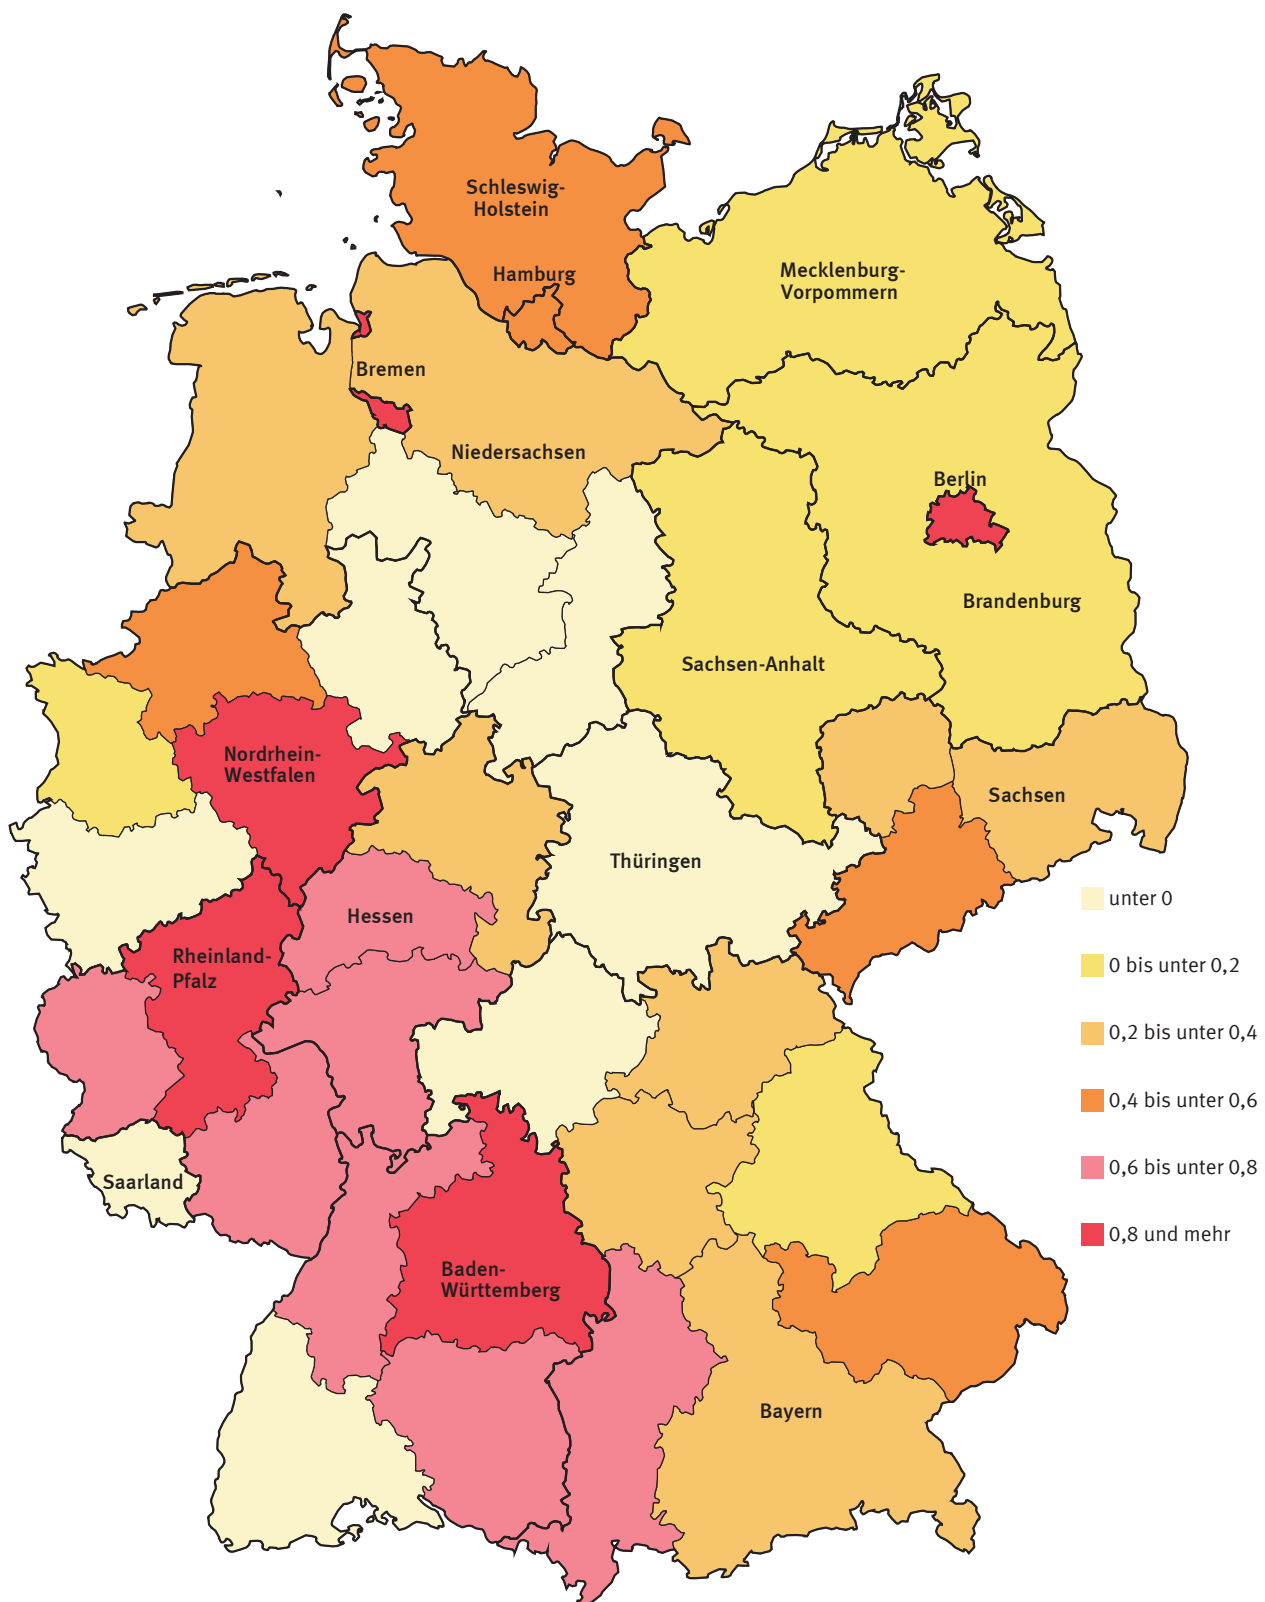 Schleswig-
Holstein
Hamburg
Mecklenburg-
Vorpommern
Bremen
Niedersachsen
Berlin
Brandenburg
Sachsen-Anhalt
Nordrhein-
Westfalen
Sachsen
Thüringen
Hessen
Rheinland-
Pfalz
Saarland
Baden-
Württemberg
Bayern
unter 0
0 bis unter 0,2
0,2 bis unter 0,4
0,4 bis unter 0,6
0,6 bis unter 0,8
0,8 und mehr